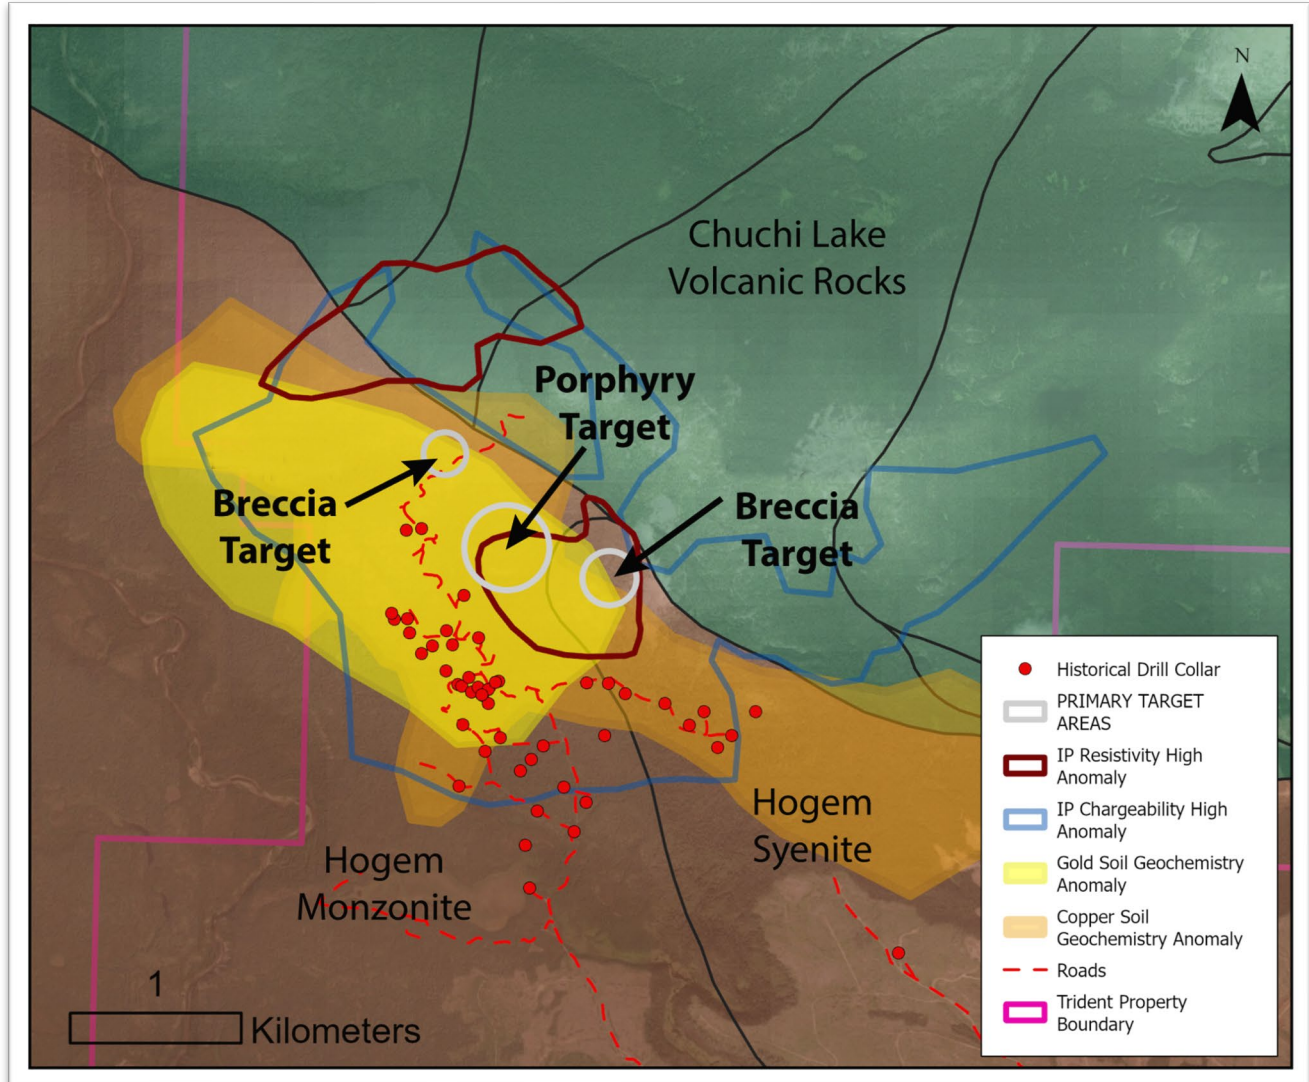 N
Chuchi Lake
Volcanic Rocks
Porphyry
Target
Breccia
Target
Breccia
Target
Hogem
Syenite
Hogem
Monzonite
1
Kilometers
Historical Drill Collar
PRIMARY TARGET
AREAS
IP Resistivity High
Anomaly
IP Chargeability High
Anomaly
Gold Soil Geochemistry
Anomaly
Copper Soil
Geochemistry Anomaly
Roads
Trident Property
Boundary